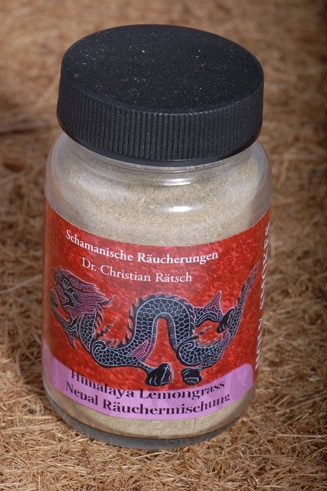 Schamanische Räucherungen
Dr. Christian Rätsch
Himalaya Lemongrass
Nepal Räuchermischung